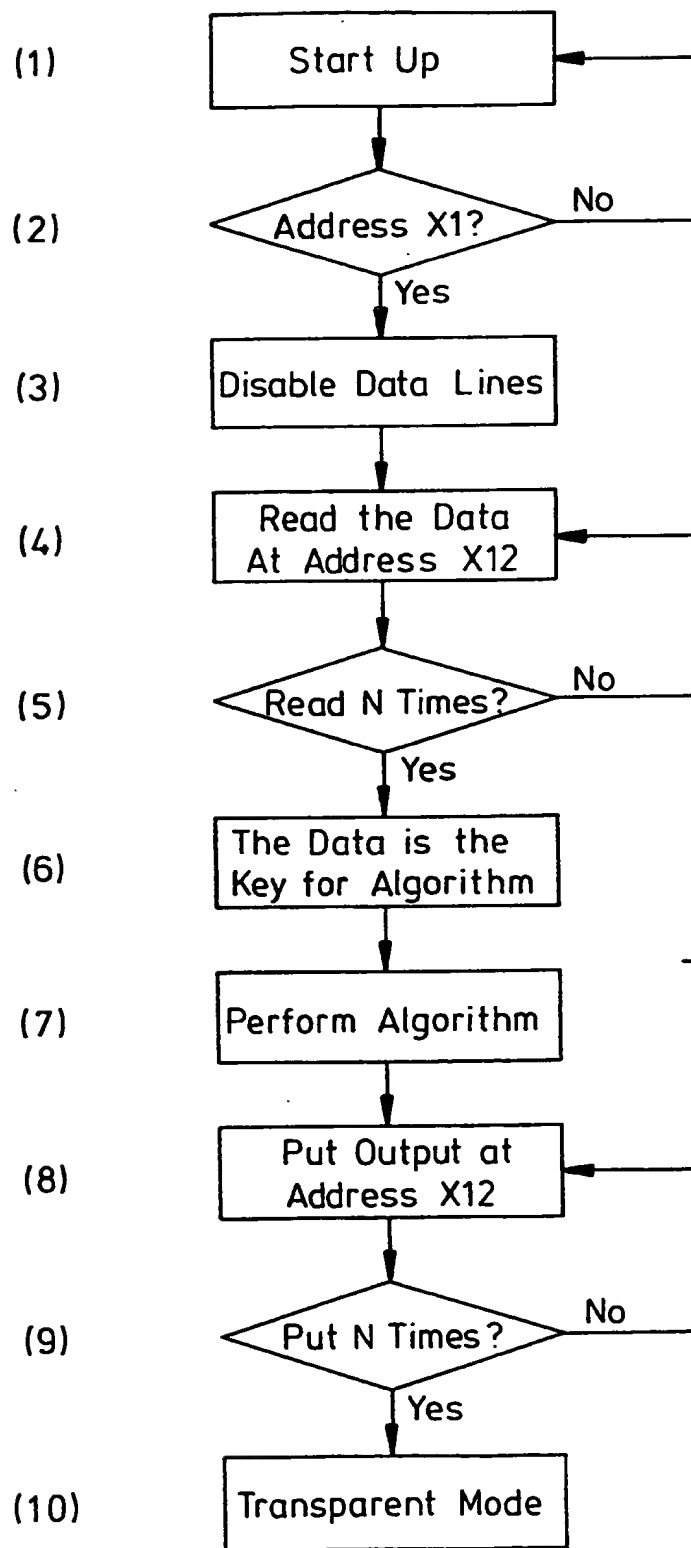 (1) Start Up
(2) Address X1? No
Yes
(3) Disable Data Lines
(4) Read the Data
At Address X12
(5) Read N Times? No
Yes
(6) The Data is the
Key for Algorithm
(7) Perform Algorithm
(8) Put Output at
Address X12
(9) Put N Times? No
Yes
(10) Transparent Mode